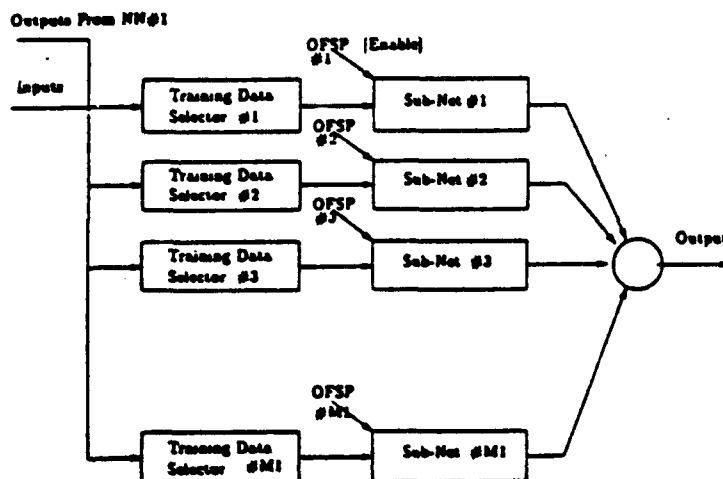 Outputs From NN#1
OFSP [Enable]
#1
Inputs
Training Data
Selector #1
Sub-Net #1
OFSP
#2
Training Data
Selector #2
Sub-Net #2
OFSP
#3
Training Data
Selector #3
Sub-Net #3
Output
OFSP
#M1
Training Data
Selector #M1
Sub-Net #M1